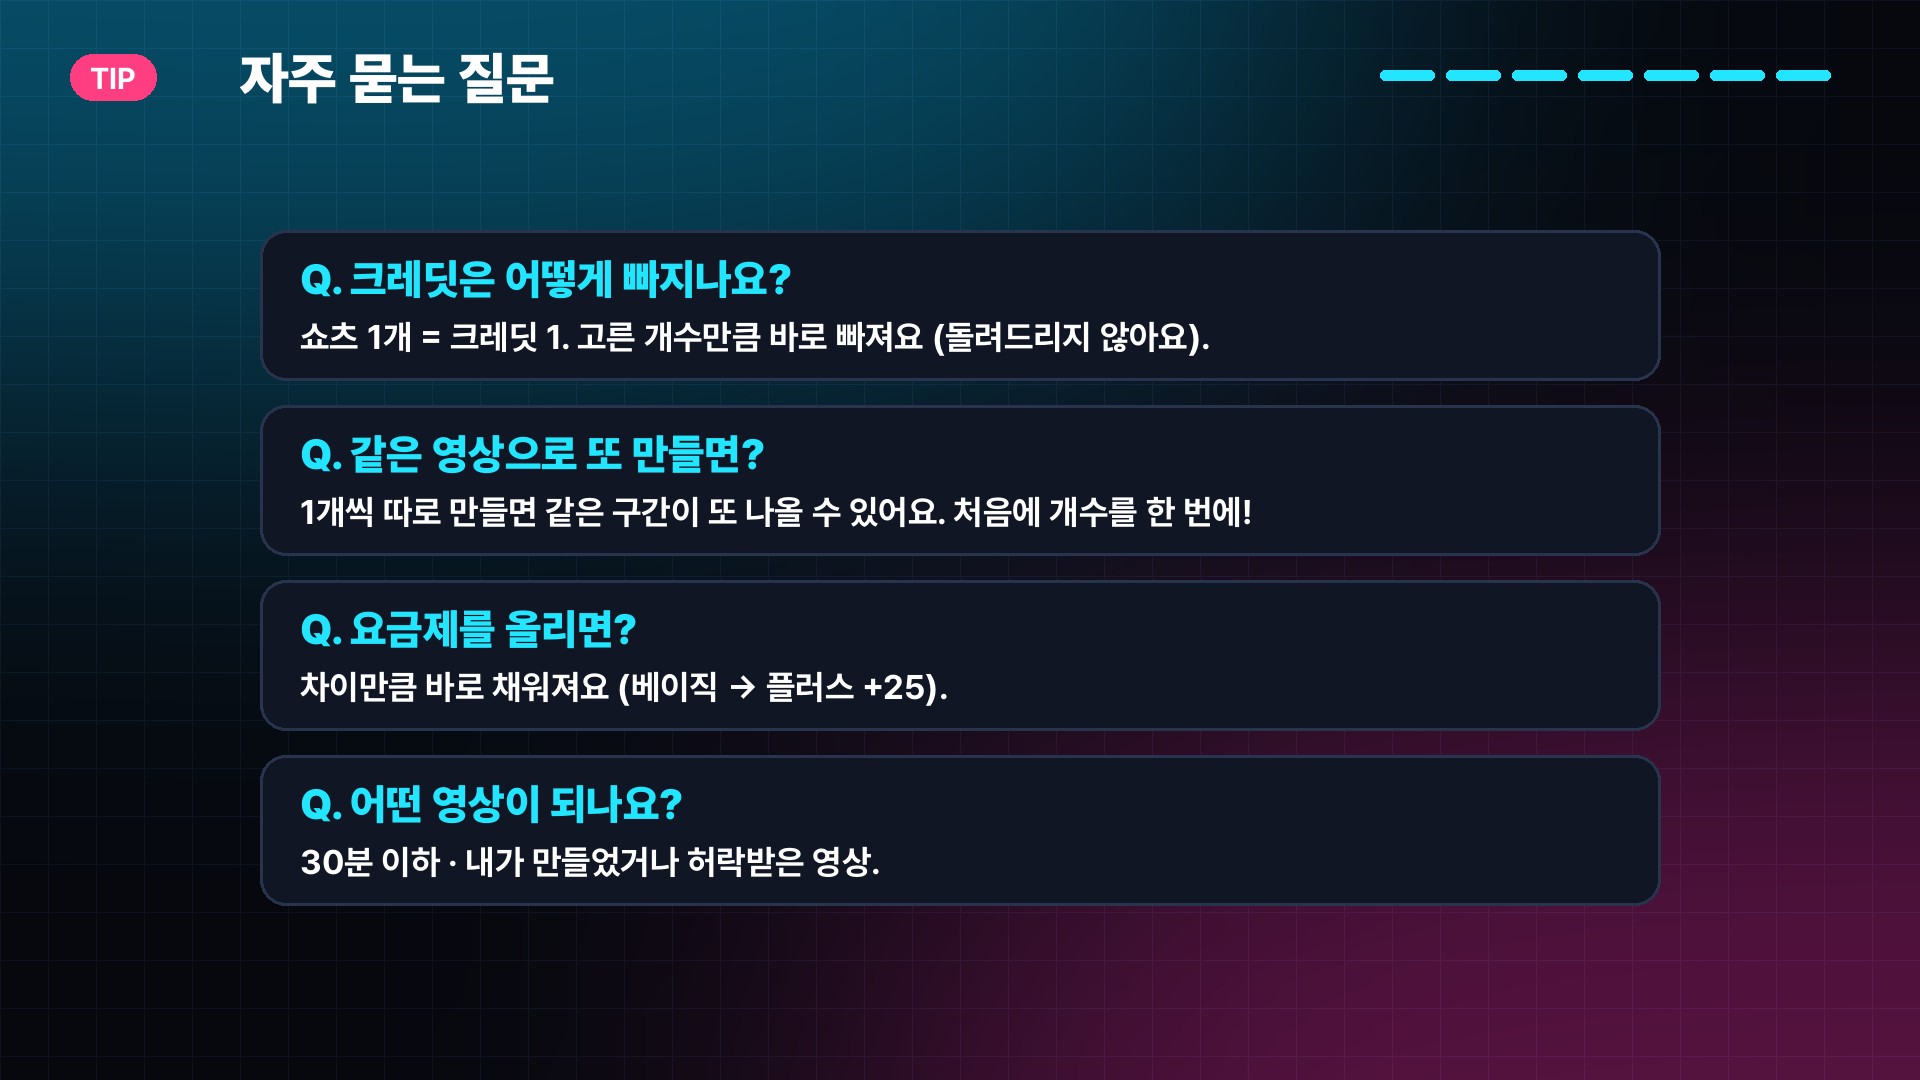 TIP
자주 묻는 질문
Q. 크레딧은 어떻게 빠지나요?
쇼츠 1개 = 크레딧 1. 고른 개수만큼 바로 빠져요 (돌려드리지 않아요).
Q. 같은 영상으로 또 만들면?
1개씩 따로 만들면 같은 구간이 또 나올 수 있어요. 처음에 개수를 한 번에!
Q. 요금제를 올리면?
차이만큼 바로 채워져요 (베이직 → 플러스 +25).
Q. 어떤 영상이 되나요?
30분 이하 · 내가 만들었거나 허락받은 영상.